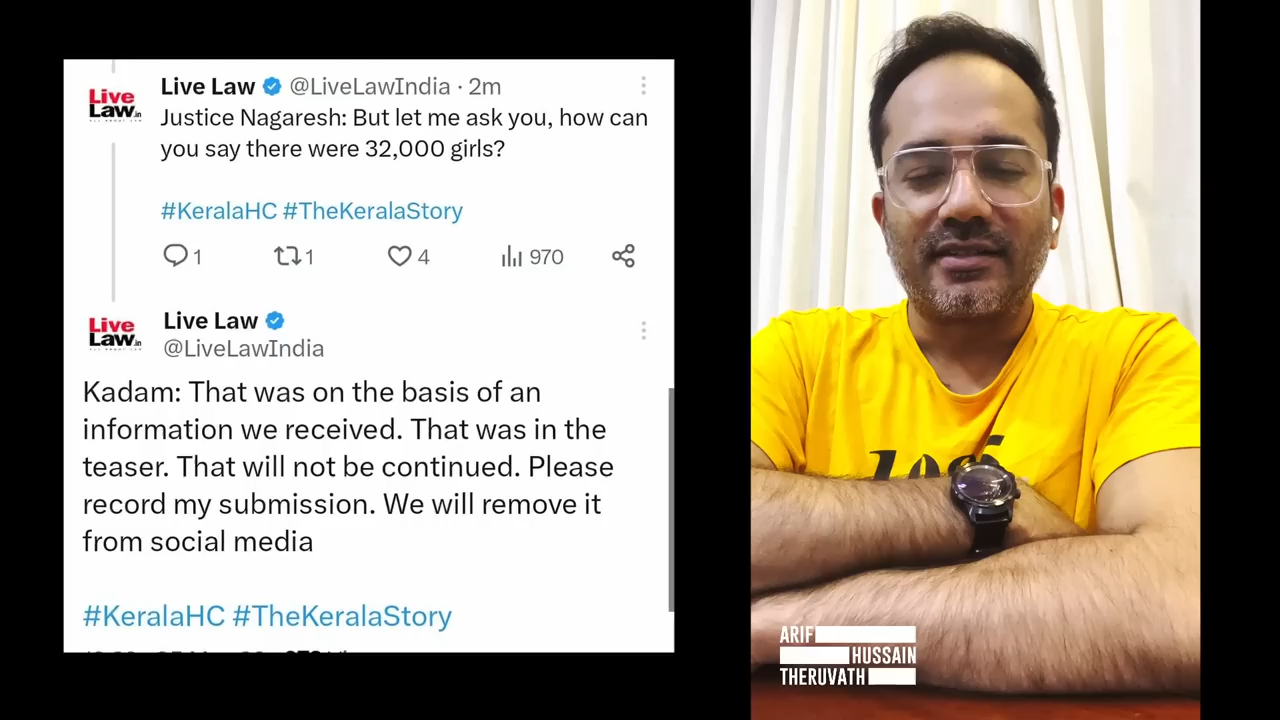 Live Law @LiveLawIndia · 2m
Live
Law.in
Justice Nagaresh: But let me ask you, how can
you say there were 32,000 girls?
#KeralaHC #TheKeralaStory
1 1 4 970
Live Law
Live
Law.in
@LiveLawIndia
Kadam: That was on the basis of an
information we received. That was in the
teaser. That will not be continued. Please
record my submission. We will remove it
from social media
#KeralaHC #TheKeralaStory
ARIF
HUSSAIN
THERUVATH